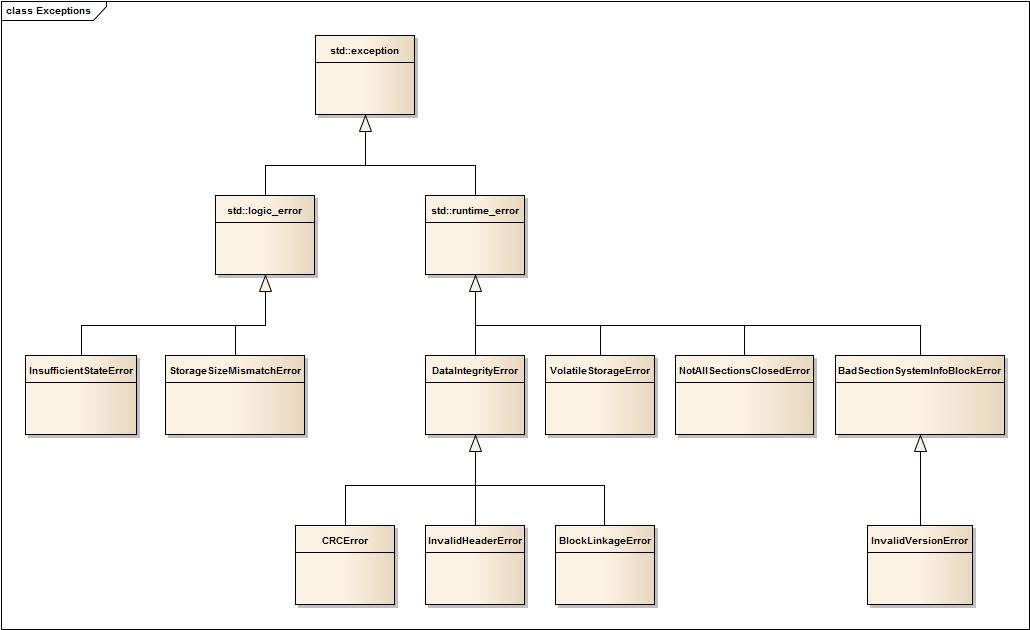 class Exceptions
std::exception
std::logic_error
std::runtime_error
InsufficientStateError
StorageSizeMismatchError
DataIntegrityError
VolatileStorageError
NotAllSectionsClosedError
BadSectionSystemInfoBlockError
CRCError
InvalidHeaderError
BlockLinkageError
InvalidVersionError